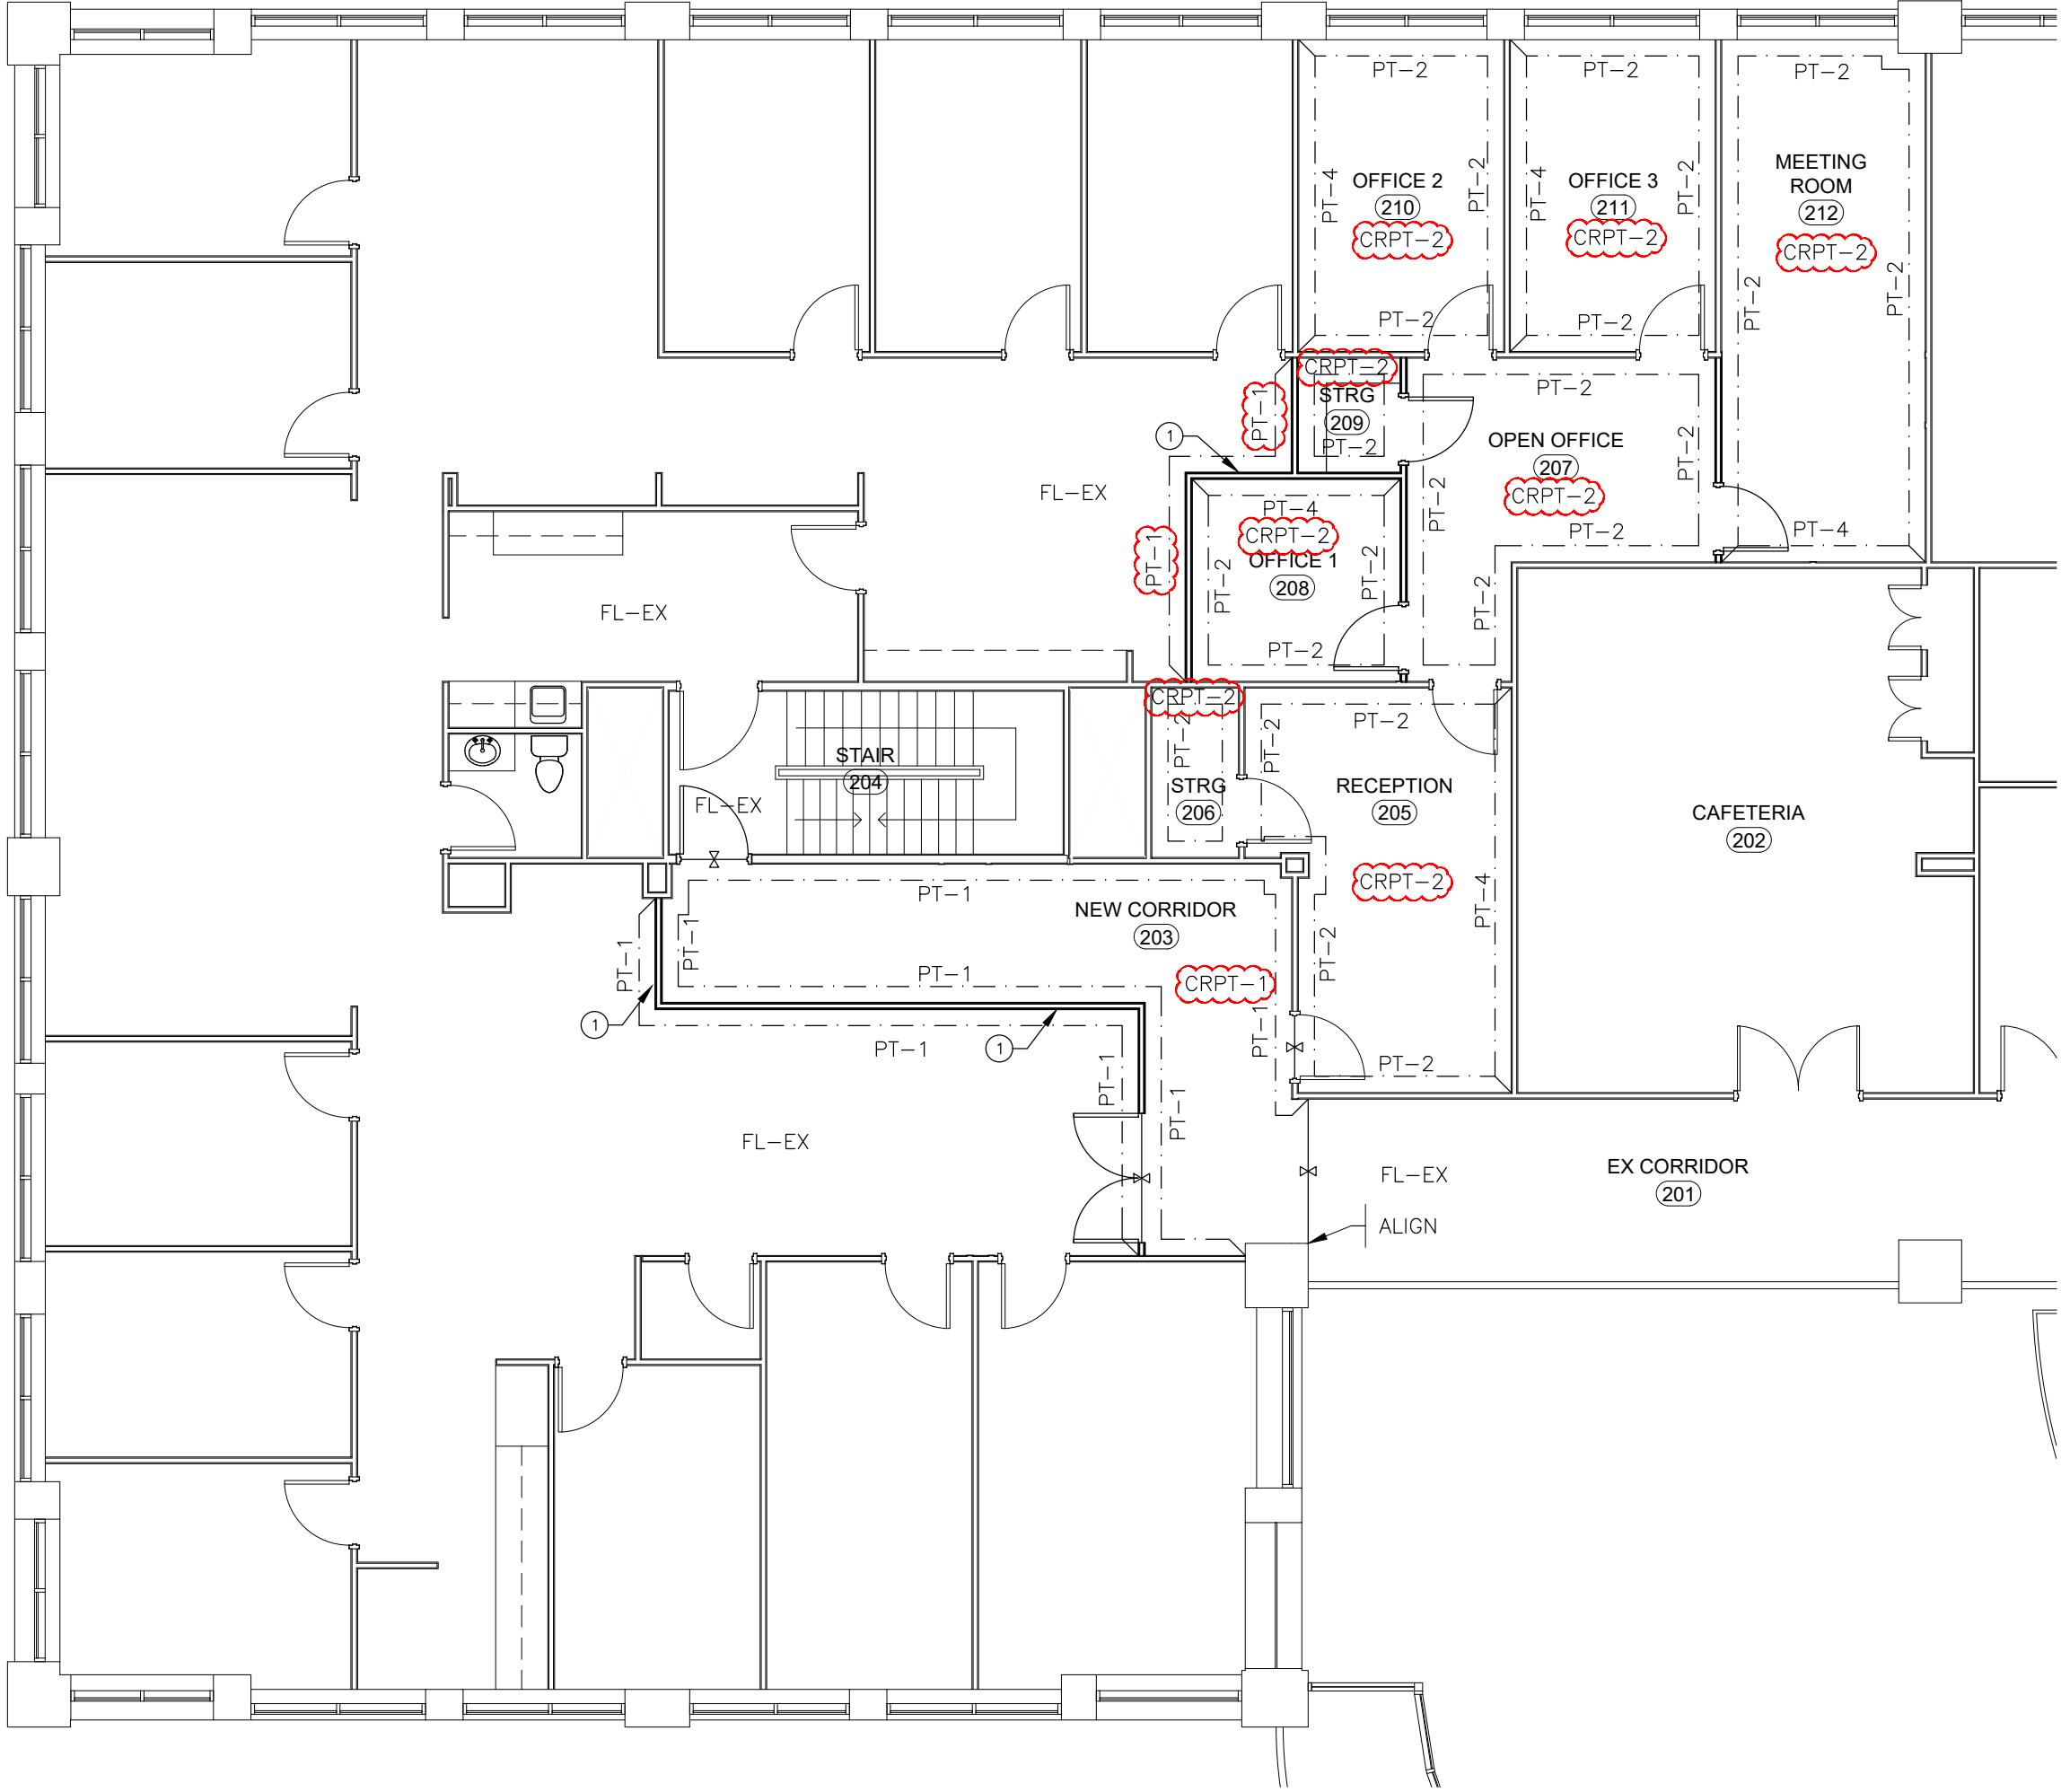 PT-2
PT-2
PT-2
MEETING
ROOM
212
CRPT-2
OFFICE 2
210
CRPT-2
OFFICE 3
211
CRPT-2
PT-4
PT-2
PT-4
PT-2
PT-2
PT-2
PT-2
PT-2
CRPT-2
STRG
209
PT-2
PT-1
1
PT-2
OPEN OFFICE
207
CRPT-2
PT-2
PT-2
PT-2
PT-2
PT-4
FL-EX
PT-4
CRPT-2
OFFICE 1
208
PT-1
PT-2
PT-2
PT-2
FL-EX
CRPT-2
PT-2
STRG
206
PT-2
PT-2
RECEPTION
205
CRPT-2
PT-4
PT-2
PT-2
STAIR
204
FL-EX
CAFETERIA
202
PT-1
NEW CORRIDOR
203
PT-1
PT-1
PT-1
CRPT-1
PT-1
1
1
PT-1
PT-1
PT-1
FL-EX
FL-EX
EX CORRIDOR
201
ALIGN